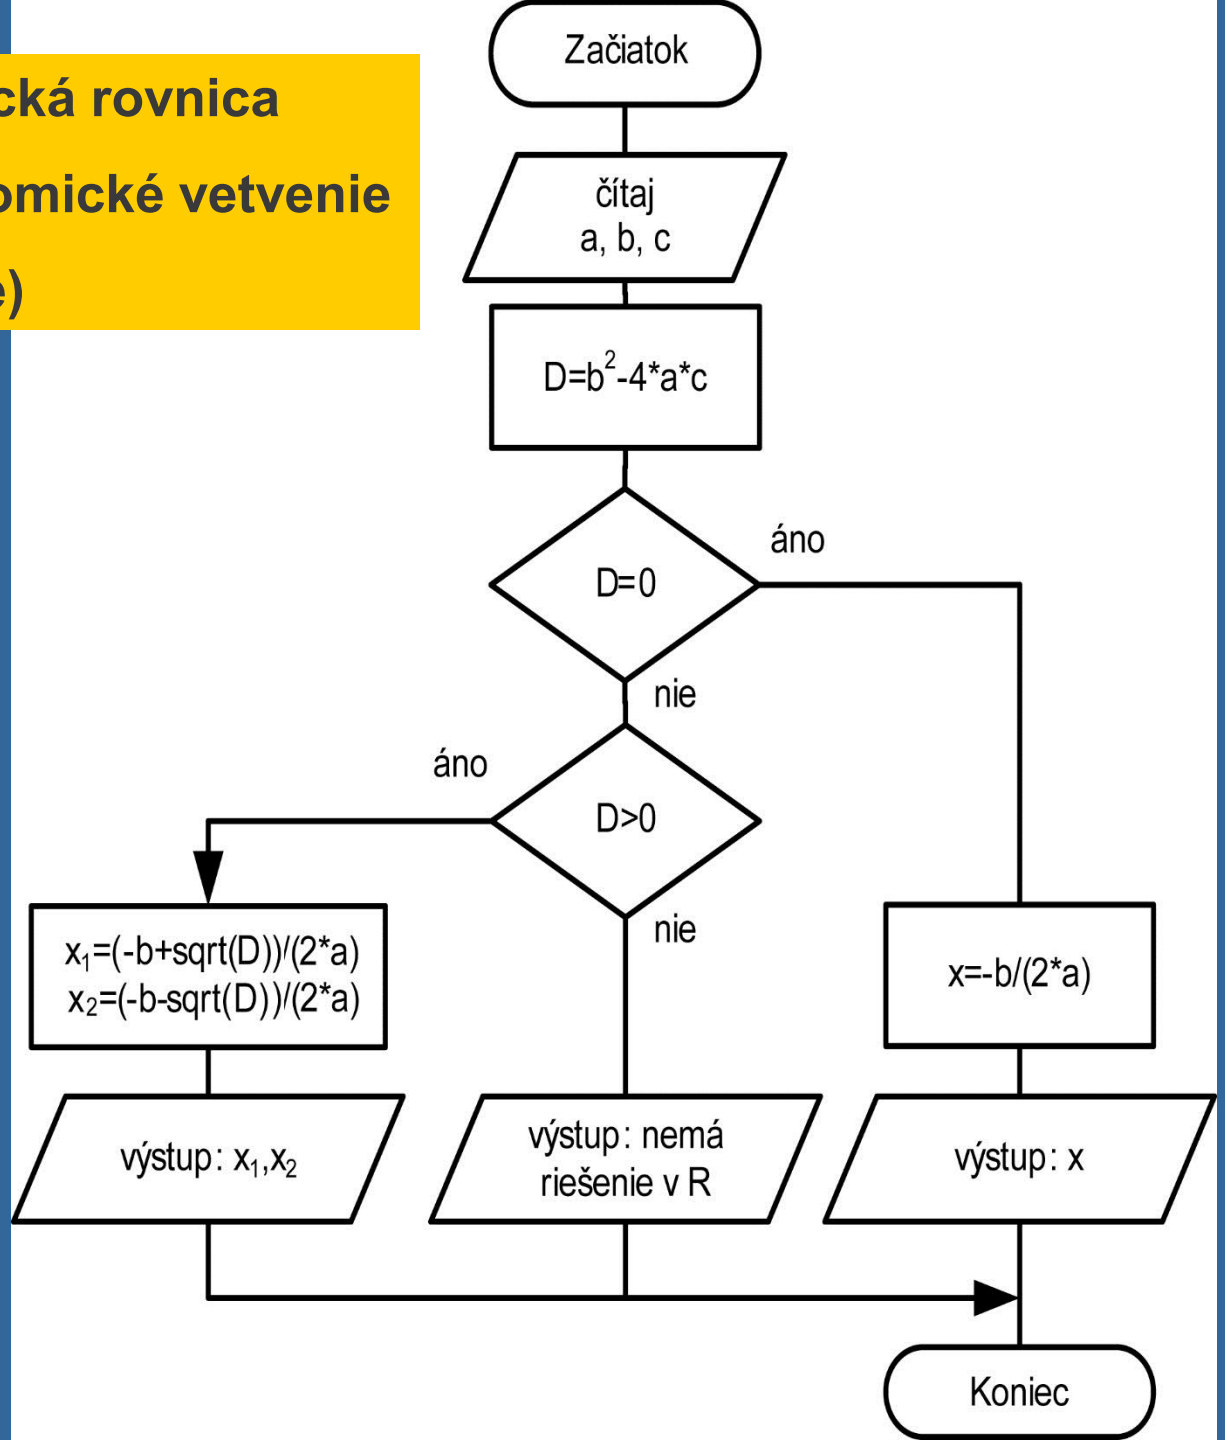 cká rovnica
omické vetvenie
e)
Začiatok
čítaj
a, b, c
D=b²-4*a*c
D=0
áno
nie
D>0
áno
nie
x₁=(-b+sqrt(D))/(2*a)
x₂=(-b-sqrt(D))/(2*a)
x=-b/(2*a)
výstup: x₁,x₂
výstup: nemá
riešenie v R
výstup: x
Koniec